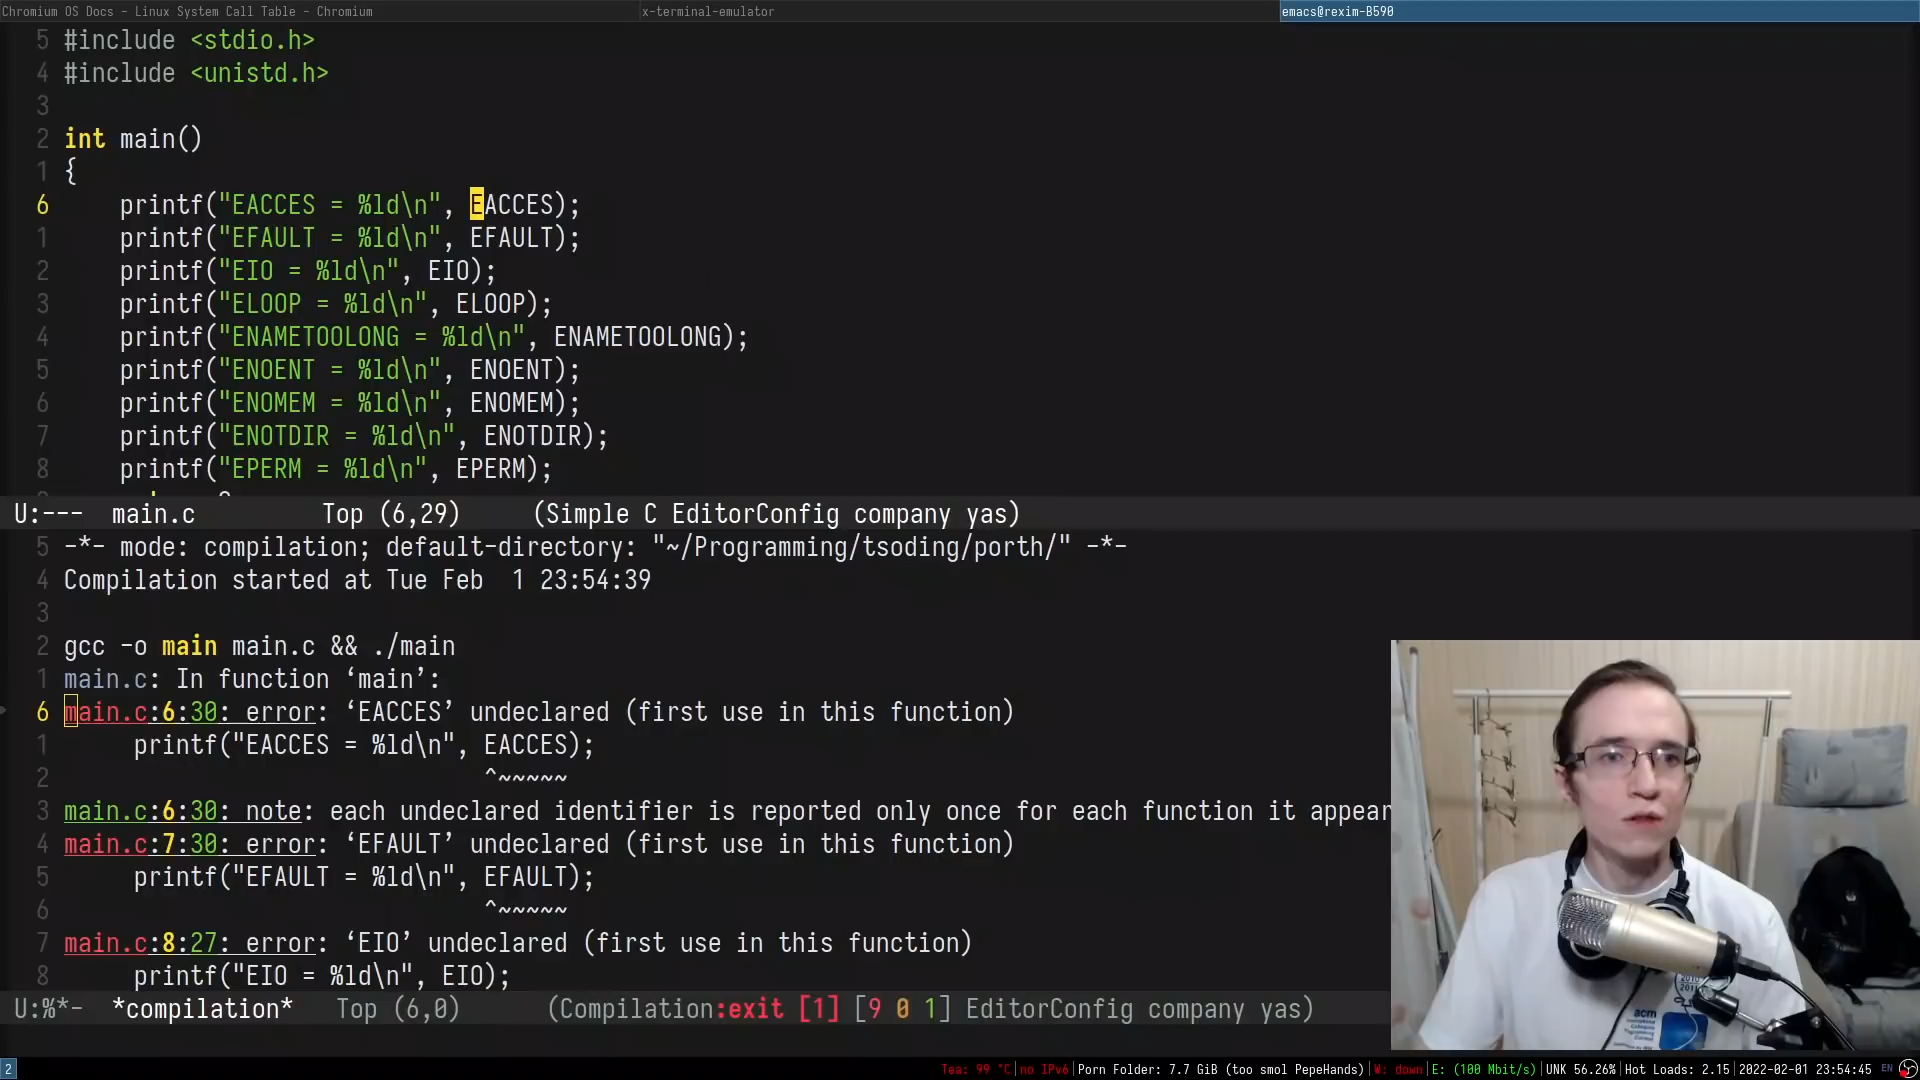 Chromium OS Docs - Linux System Call Table - Chromium
x-terminal-emulator
emacs@rexim-B590
5 #include <stdio.h>
4 #include <unistd.h>
3
2 int main()
1 {
6     printf("EACCES = %ld\n", EACCES);
1     printf("EFAULT = %ld\n", EFAULT);
2     printf("EIO = %ld\n", EIO);
3     printf("ELOOP = %ld\n", ELOOP);
4     printf("ENAMETOOLONG = %ld\n", ENAMETOOLONG);
5     printf("ENOENT = %ld\n", ENOENT);
6     printf("ENOMEM = %ld\n", ENOMEM);
7     printf("ENOTDIR = %ld\n", ENOTDIR);
8     printf("EPERM = %ld\n", EPERM);
U:---  main.c         Top (6,29)     (Simple C EditorConfig company yas)
5 -*- mode: compilation; default-directory: "~/Programming/tsoding/porth/" -*-
4 Compilation started at Tue Feb  1 23:54:39
3
2 gcc -o main main.c && ./main
1 main.c: In function ‘main’:
6 main.c:6:30: error: ‘EACCES’ undeclared (first use in this function)
1      printf("EACCES = %ld\n", EACCES);
2                               ^~~~~~
3 main.c:6:30: note: each undeclared identifier is reported only once for each function it appear
4 main.c:7:30: error: ‘EFAULT’ undeclared (first use in this function)
5      printf("EFAULT = %ld\n", EFAULT);
6                               ^~~~~~
7 main.c:8:27: error: ‘EIO’ undeclared (first use in this function)
8      printf("EIO = %ld\n", EIO);
U:%*-  *compilation*   Top (6,0)      (Compilation:exit [1] [9 0 1] EditorConfig company yas)
acm
2 Tea: 99 °C|no IPv6|Porn Folder: 7.7 GiB (too smol PepeHands)|W: down|E: (100 Mbit/s)|UNK 56.26%|Hot Loads: 2.15|2022-02-01 23:54:45 EN